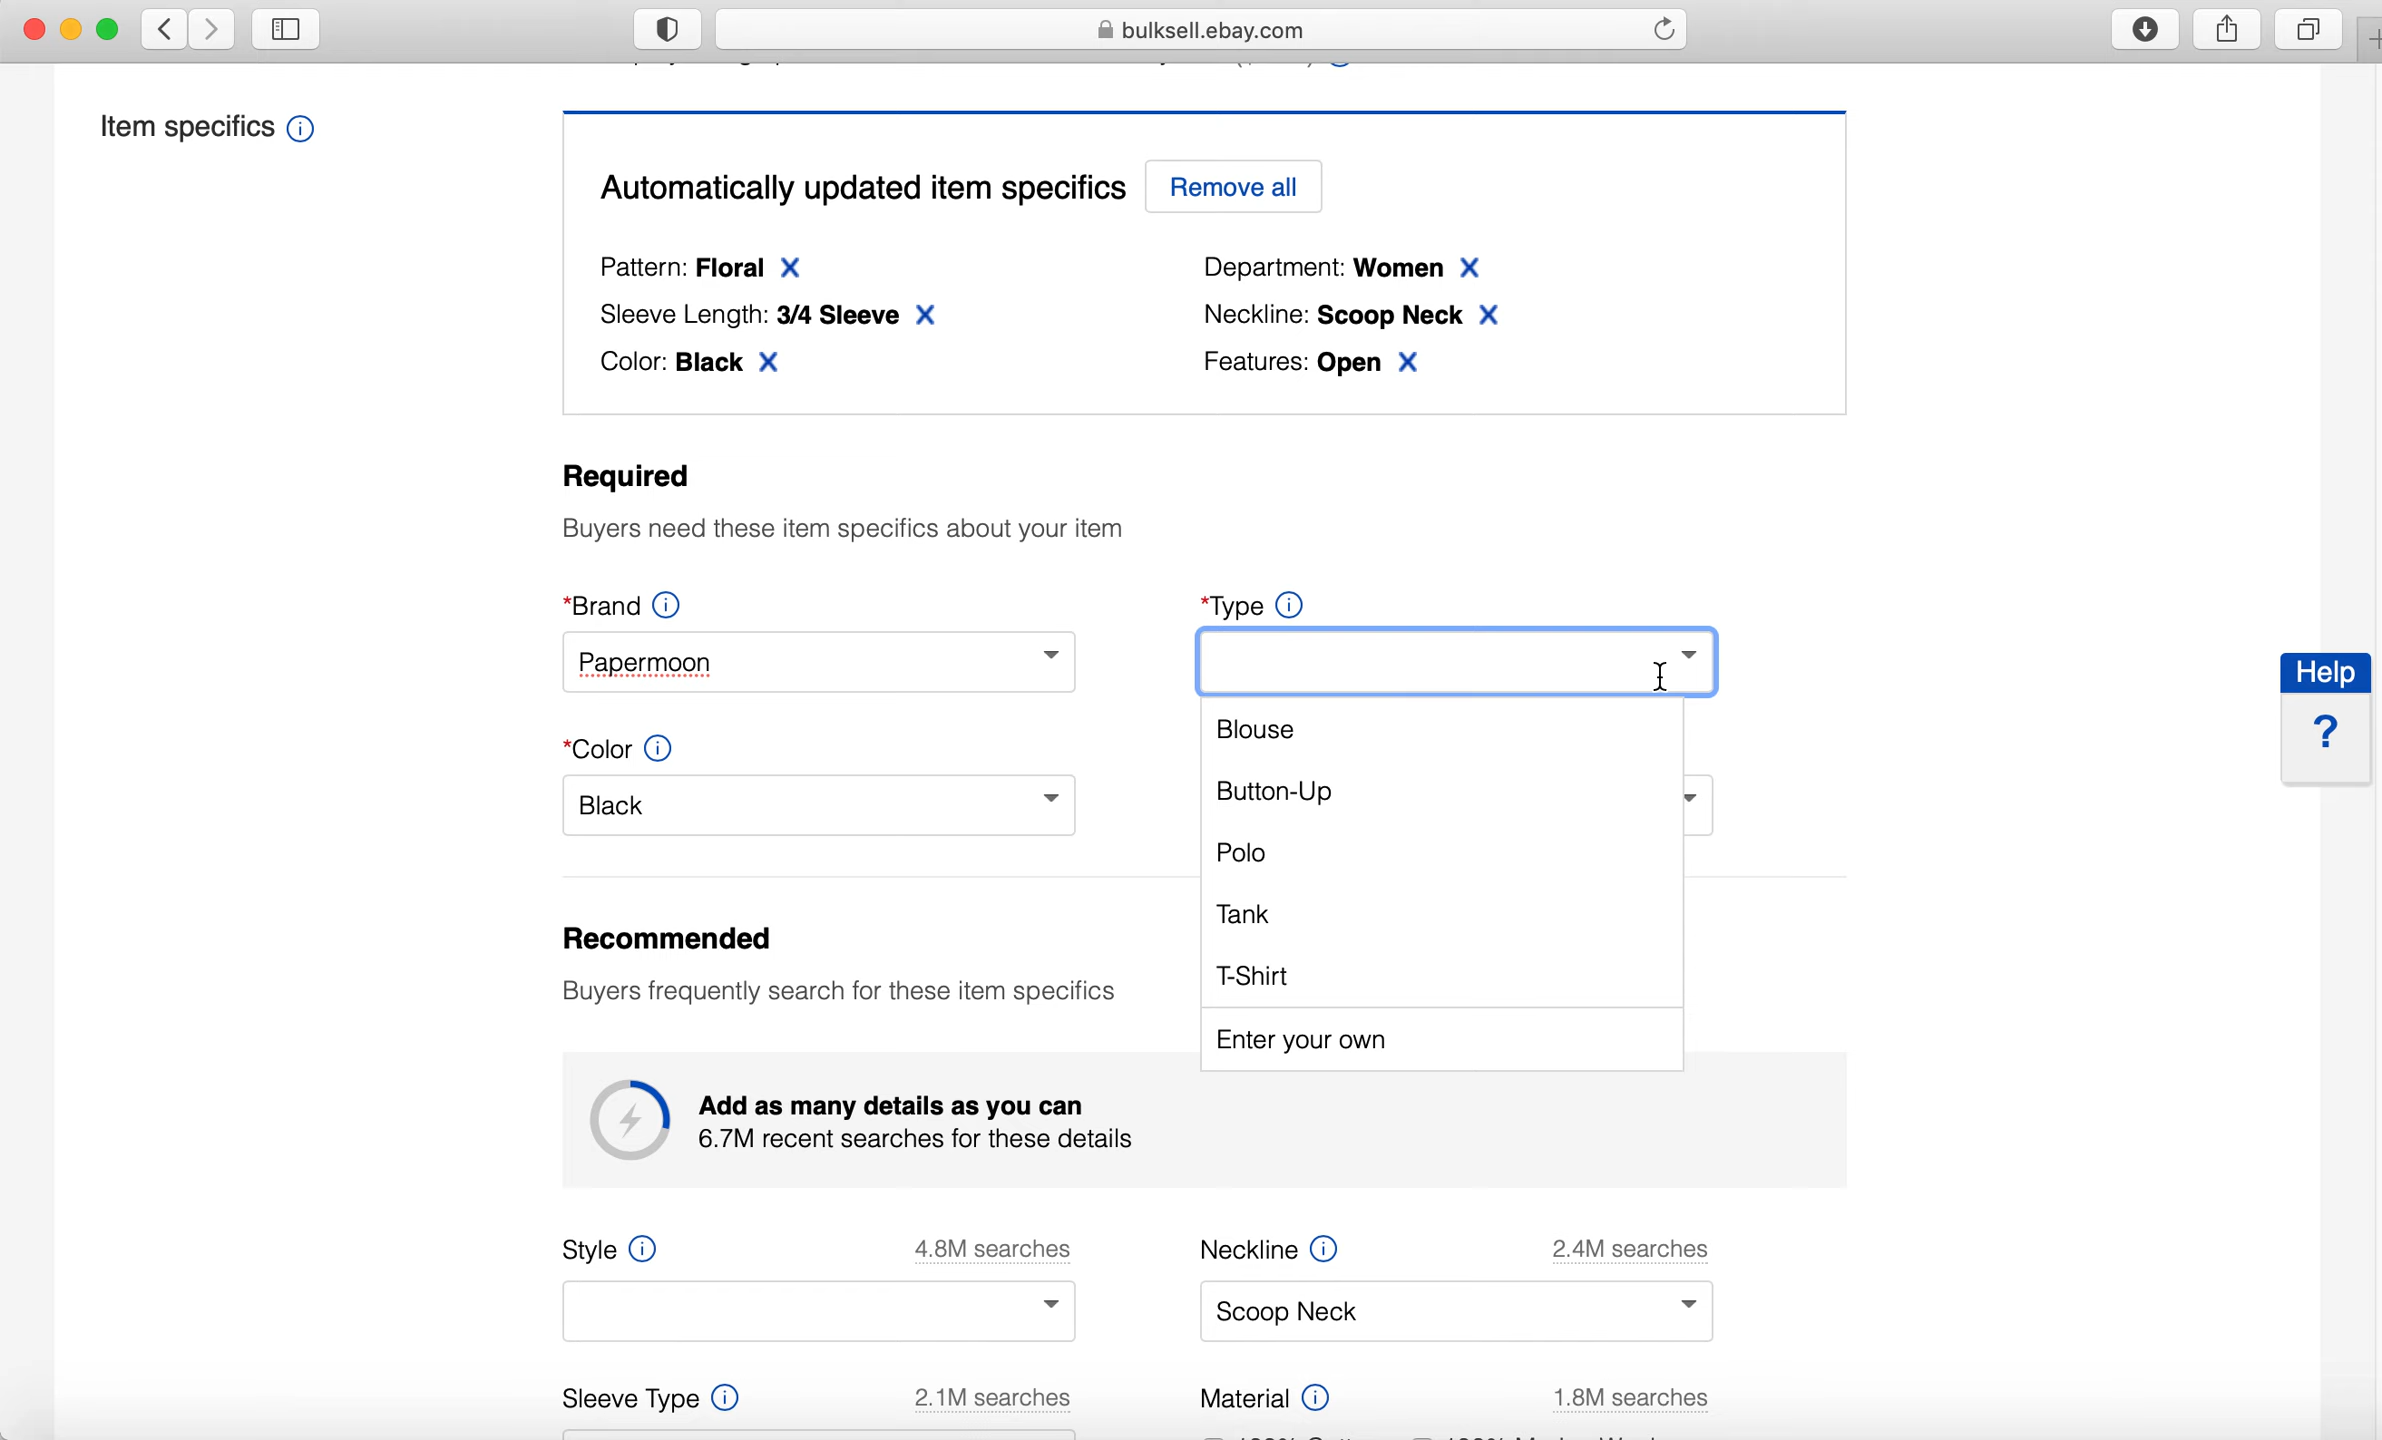 bulksell.ebay.com
Item specifics
Automatically updated item specifics Remove all
Pattern: Floral X Department: Women X
Sleeve Length: 3/4 Sleeve X Neckline: Scoop Neck X
Color: Black X Features: Open X
Required
Buyers need these item specifics about your item
*Brand *Type
Papermoon
Blouse
*Color
Button-Up
Black
Polo
Tank
Recommended
T-Shirt
Buyers frequently search for these item specifics
Enter your own
Add as many details as you can
6.7M recent searches for these details
Style 4.8M searches Neckline 2.4M searches
Scoop Neck
Sleeve Type 2.1M searches Material 1.8M searches
Help
?